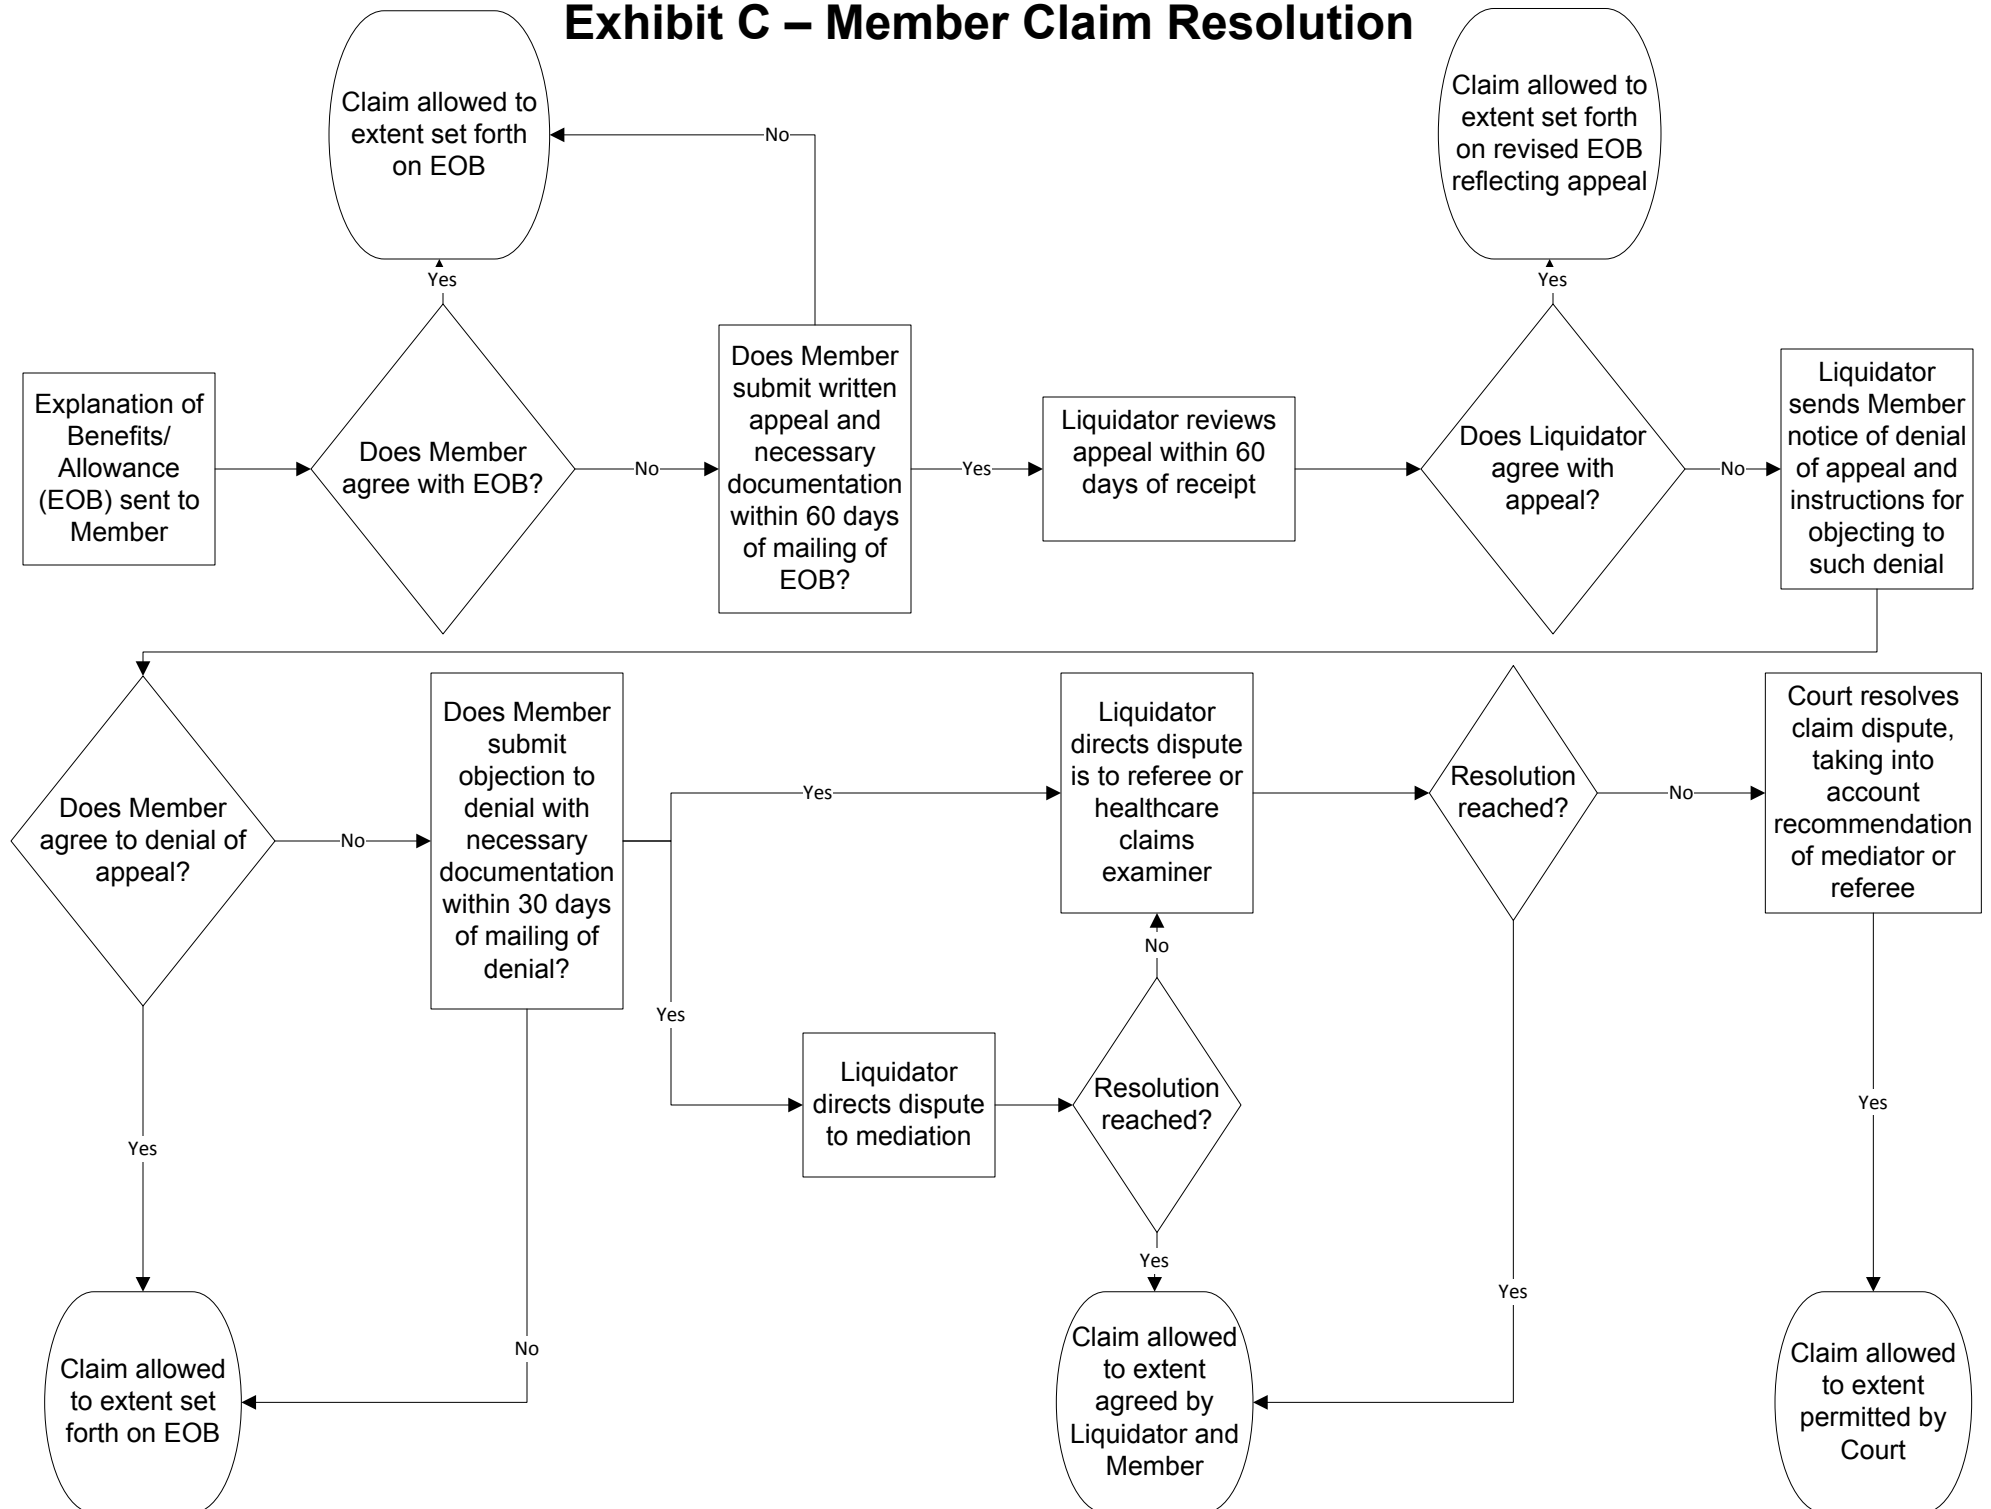 Exhibit C – Member Claim Resolution
Claim allowed to
extent set forth
on EOB
No
Claim allowed to
extent set forth
on revised EOB
reflecting appeal
Yes
Yes
Explanation of
Benefits/
Allowance
(EOB) sent to
Member
Does Member
agree with EOB?
No
Does Member
submit written
appeal and
necessary
documentation
within 60 days
of mailing of
EOB?
Yes
Liquidator reviews
appeal within 60
days of receipt
Does Liquidator
agree with
appeal?
No
Liquidator
sends Member
notice of denial
of appeal and
instructions for
objecting to
such denial
Does Member
agree to denial of
appeal?
No
Does Member
submit
objection to
denial with
necessary
documentation
within 30 days
of mailing of
denial?
Yes
Liquidator
directs dispute
is to referee or
healthcare
claims
examiner
Resolution
reached?
No
Court resolves
claim dispute,
taking into
account
recommendation
of mediator or
referee
No
Yes
Liquidator
directs dispute
to mediation
Resolution
reached?
Yes
Yes
Yes
Yes
No
Claim allowed
to extent set
forth on EOB
Claim allowed
to extent
agreed by
Liquidator and
Member
Claim allowed
to extent
permitted by
Court